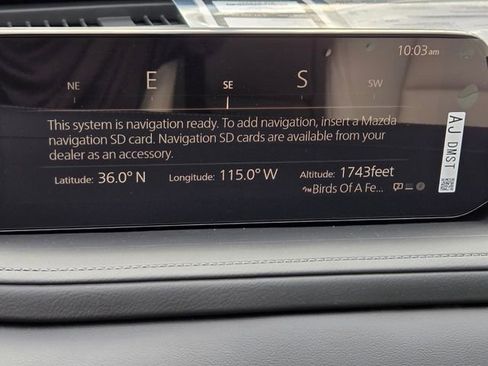 10:03 am
NE E SE S SW
This system is navigation ready. To add navigation, insert a Mazda
navigation SD card. Navigation SD cards are available from your
dealer as an accessory.
Latitude: 36.0° N Longitude: 115.0° W Altitude: 1743feet
Birds Of A Fe...
AJ DMST